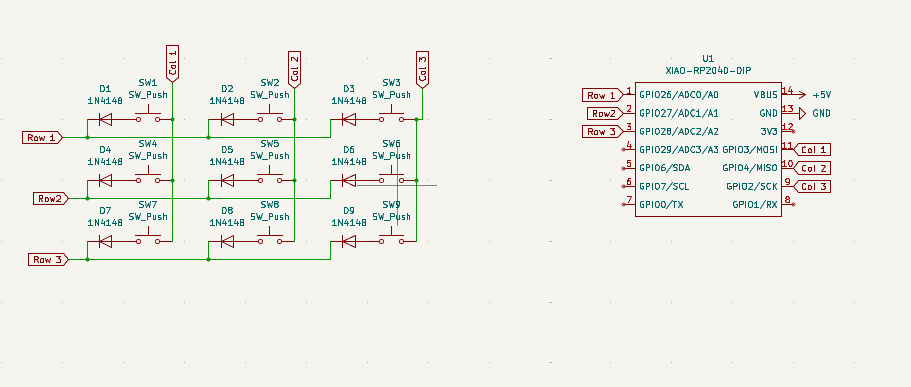 Col 1
Col 2
Col 3
D1
1N4148
SW1
SW_Push
D2
1N4148
SW2
SW_Push
D3
1N4148
SW3
SW_Push
Row 1
D4
1N4148
SW4
SW_Push
D5
1N4148
SW5
SW_Push
D6
1N4148
SW6
SW_Push
Row2
D7
1N4148
SW7
SW_Push
D8
1N4148
SW8
SW_Push
D9
1N4148
SW9
SW_Push
Row 3
U1
XIAO-RP2040-DIP
Row 1 1 GPIO26/ADC0/A0 VBUS 14 +5V
Row2 2 GPIO27/ADC1/A1 GND 13 GND
Row 3 3 GPIO28/ADC2/A2 3V3 12
4 GPIO29/ADC3/A3 GPIO3/MOSI 11 Col 1
5 GPIO6/SDA GPIO4/MISO 10 Col 2
6 GPIO7/SCL GPIO2/SCK 9 Col 3
7 GPIO0/TX GPIO1/RX 8